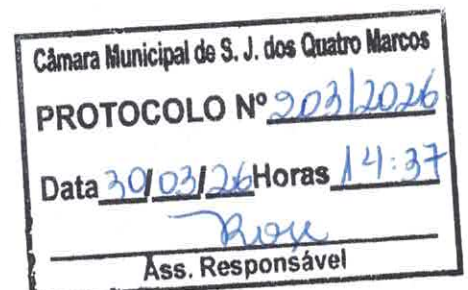 Câmara Municipal de S. J. dos Quatro Marcos
PROTOCOLO Nº 203/2026
Data 30/03/26 Horas 14:37
Rose
Ass. Responsável